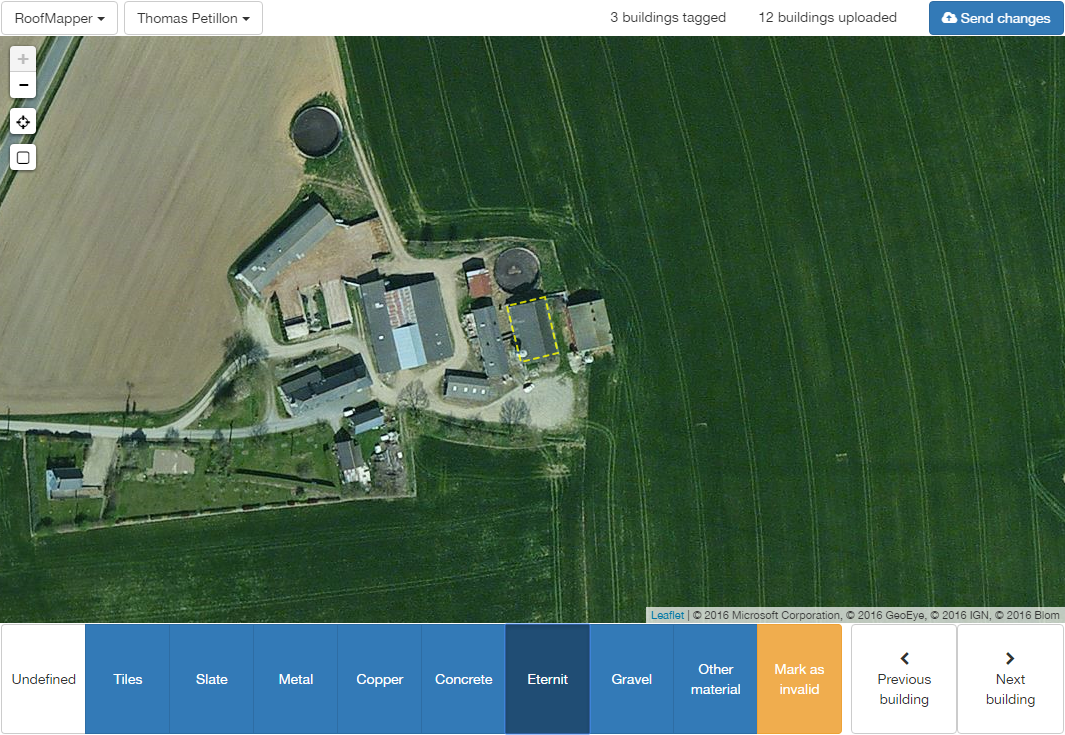 RoofMapper
Thomas Petillon
3 buildings tagged
12 buildings uploaded
Send changes
+
−
Leaflet | © 2016 Microsoft Corporation, © 2016 GeoEye, © 2016 IGN, © 2016 Blom
Undefined
Tiles
Slate
Metal
Copper
Concrete
Eternit
Gravel
Other
material
Mark as
invalid
Previous
building
Next
building